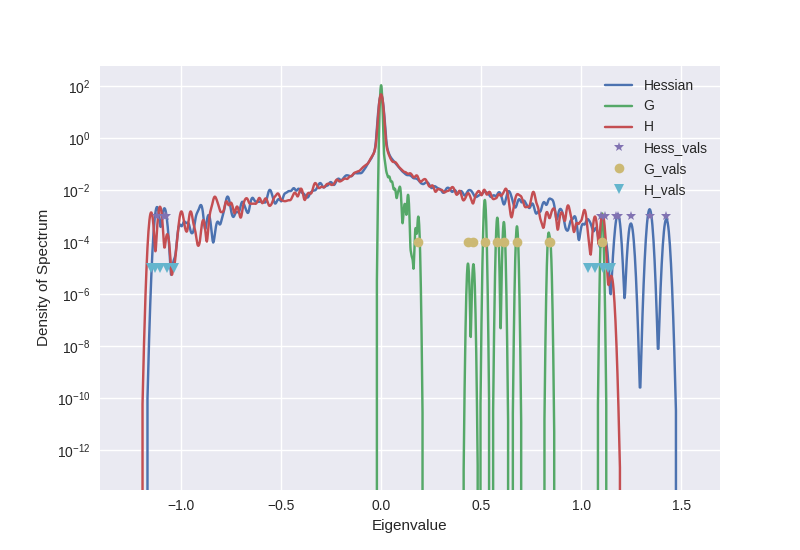 10^2
10^0
10^−2
10^−4
10^−6
10^−8
10^−10
10^−12
Density of Spectrum
Hessian
G
H
Hess_vals
G_vals
H_vals
−1.0 −0.5 0.0 0.5 1.0 1.5
Eigenvalue